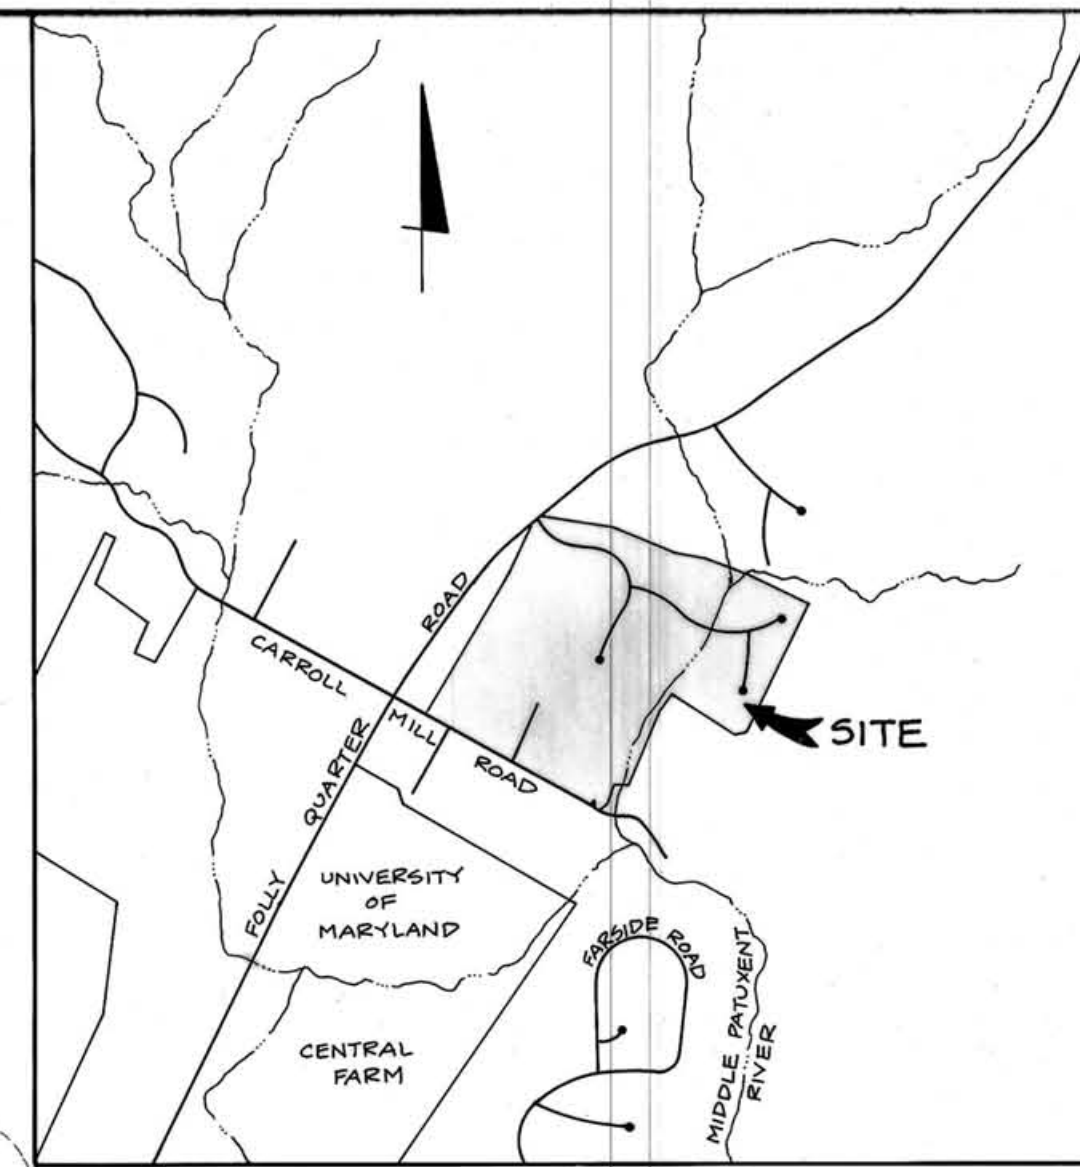 ROAD
CARROLL
MILL
ROAD
SITE
QUARTER
FOLLY
UNIVERSITY
OF
MARYLAND
FARSIDE ROAD
MIDDLE PATUXENT
RIVER
CENTRAL
FARM